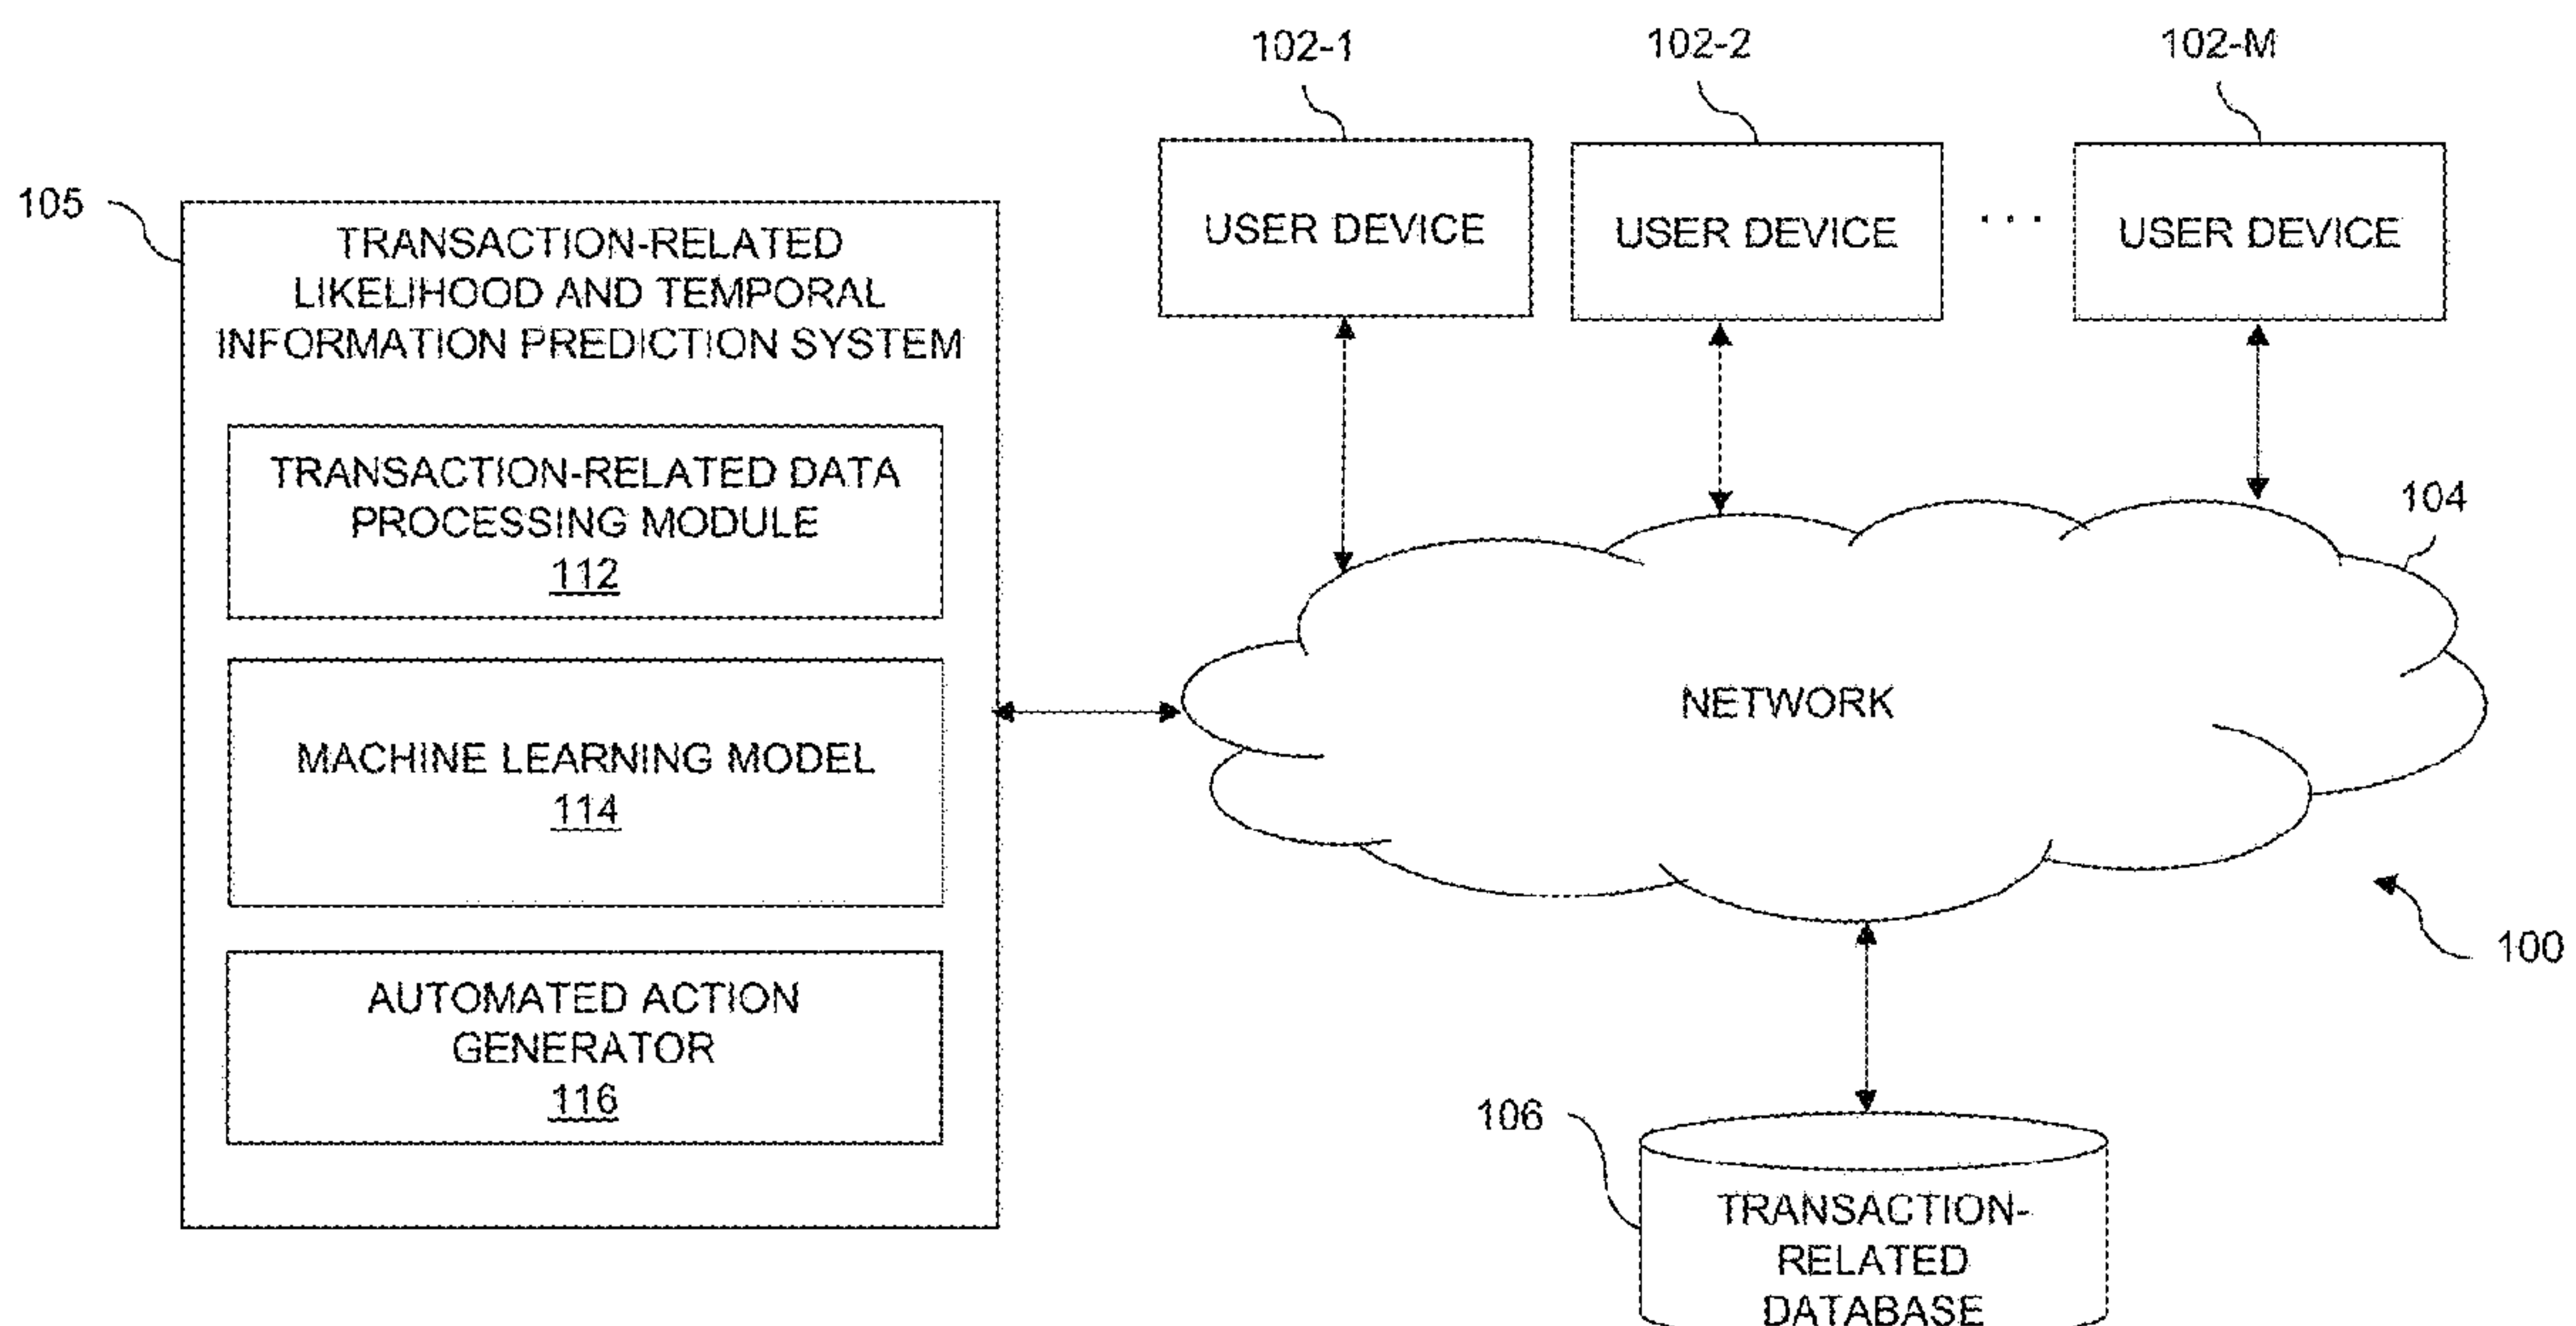 102-1
102-2
102-M
105
USER DEVICE
USER DEVICE
. . .
USER DEVICE
TRANSACTION-RELATED
LIKELIHOOD AND TEMPORAL
INFORMATION PREDICTION SYSTEM
TRANSACTION-RELATED DATA
PROCESSING MODULE
112
MACHINE LEARNING MODEL
114
AUTOMATED ACTION
GENERATOR
116
104
NETWORK
100
106
TRANSACTION-
RELATED
DATABASE